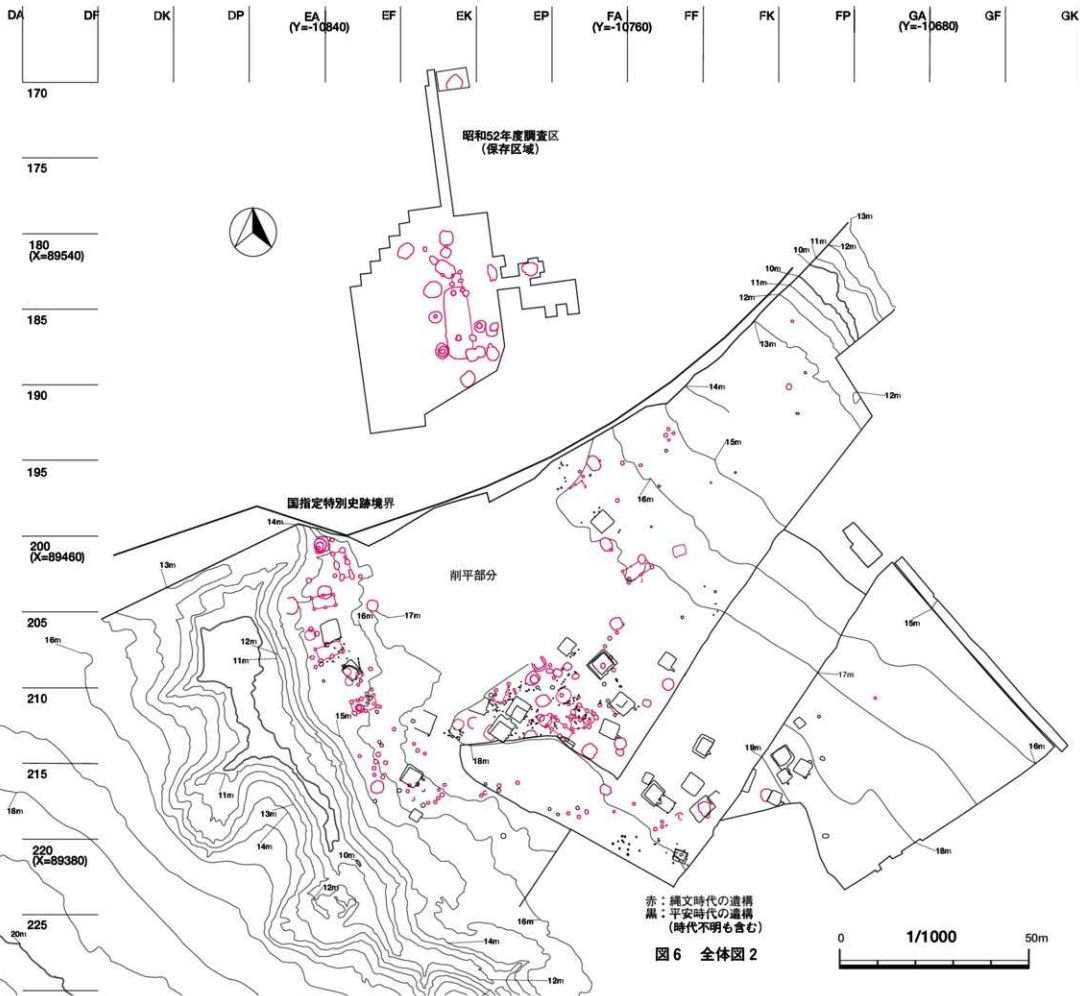 DA DF DK DP EA EF EK EP FA FF FK FP GA GF GK
(Y=-10840) (Y=-10760) (Y=-10680)
170
昭和52年度調査区
(保存区域)
175
180
(X=89540)
13m
11m
12m
10m
10m
11m
12m
185
13m
190
14m
12m
15m
195
16m
国指定特別史跡境界
14m
200
(X=89460)
13m
削平部分
205
16m
17m
15m
16m
12m
11m
17m
210
15m
19m
16m
18m
215
11m
18m
13m
14m
220
(X=89380)
10m
18m
12m
赤:縄文時代の遺構
黒:平安時代の遺構
(時代不明も含む)
225
16m
20m
14m
図6 全体図2
0 1/1000 50m
12m